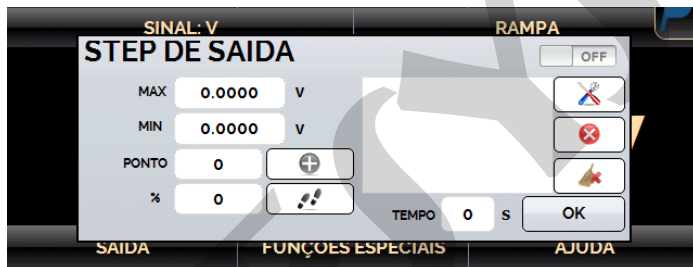 SINAL: V
RAMPA
STEP DE SAIDA
OFF
MAX 0.0000 V
MIN 0.0000 V
PONTO 0
% 0
TEMPO 0 S OK
SAIDA
FUNÇOES ESPECIAIS
AJUDA